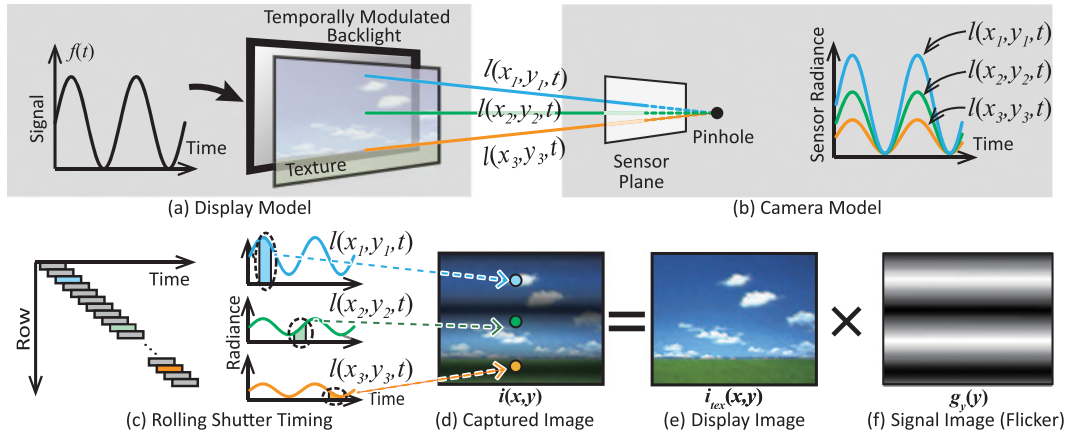 Temporally Modulated
Backlight
f(t)
Signal
Time
Texture
l(x1,y1,t)
l(x2,y2,t)
l(x3,y3,t)
Sensor
Plane
Pinhole
Sensor Radiance
l(x1,y1,t)
l(x2,y2,t)
l(x3,y3,t)
Time
(a) Display Model
(b) Camera Model
Row
Time
Radiance
l(x1,y1,t)
l(x2,y2,t)
l(x3,y3,t)
Time
=
×
i(x,y)
itex(x,y)
gy(y)
(c) Rolling Shutter Timing
(d) Captured Image
(e) Display Image
(f) Signal Image (Flicker)